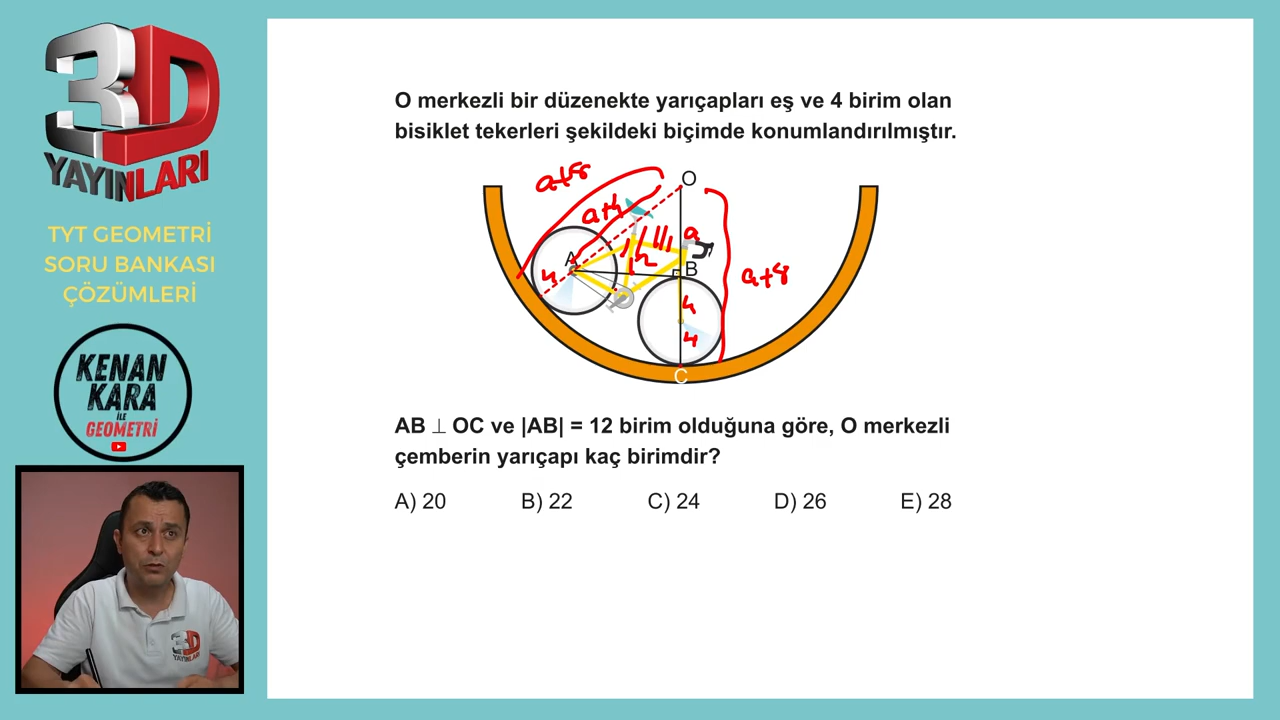 3D
YAYINLARI
TYT GEOMETRİ
SORU BANKASI
ÇÖZÜMLERİ
KENAN
KARA
İLE
GEOMETRİ
3D
YAYINLARI
O merkezli bir düzenekte yarıçapları eş ve 4 birim olan
bisiklet tekerleri şekildeki biçimde konumlandırılmıştır.
a+8
O
a+4
a
A
B
4
12
a+8
4
4
C
AB ⊥ OC ve |AB| = 12 birim olduğuna göre, O merkezli
çemberin yarıçapı kaç birimdir?
A) 20 B) 22 C) 24 D) 26 E) 28